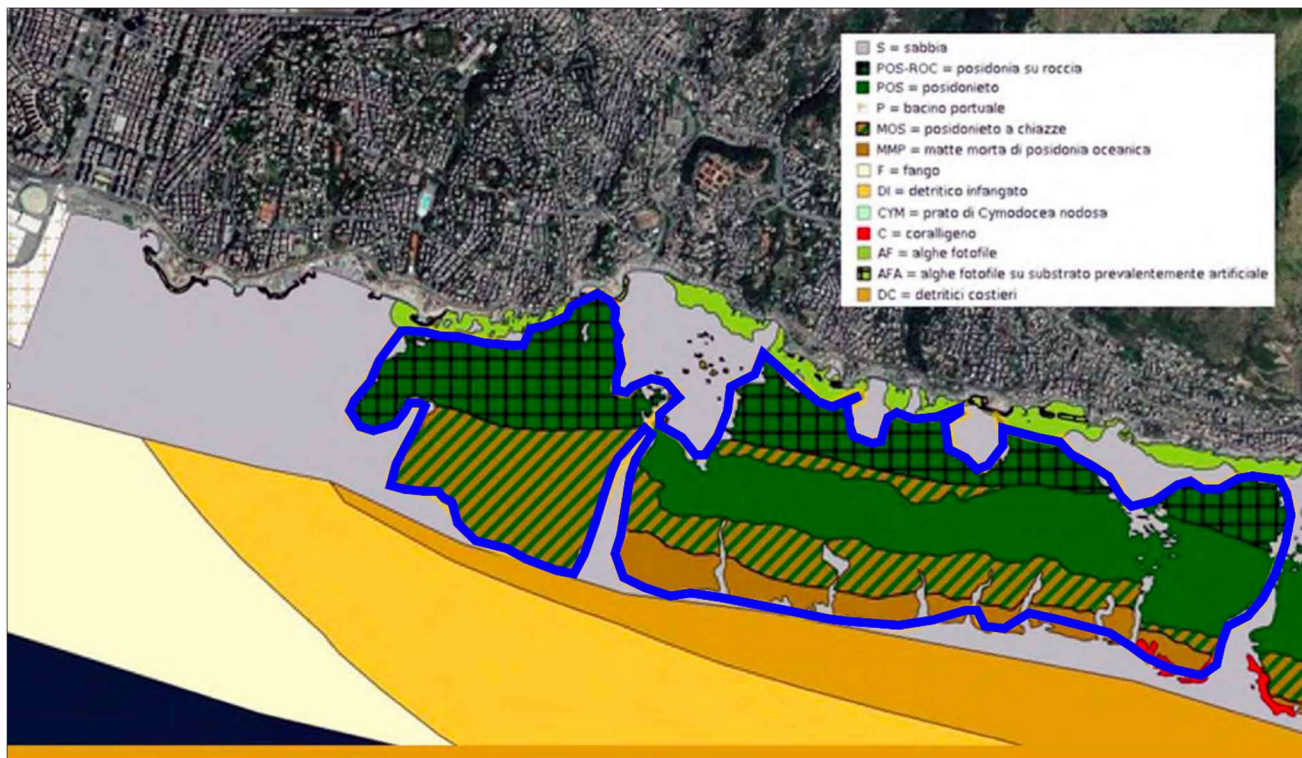 S = sabbia
POS-ROC = posidonia su roccia
POS = posidonieto
P = bacino portuale
MOS = posidonieto a chiazze
MMP = matte morta di posidonia oceanica
F = fango
DI = detritico infangato
CYM = prato di Cymodocea nodosa
C = coralligeno
AF = alghe fotofile
AFA = alghe fotofile su substrato prevalentemente artificiale
DC = detritici costieri